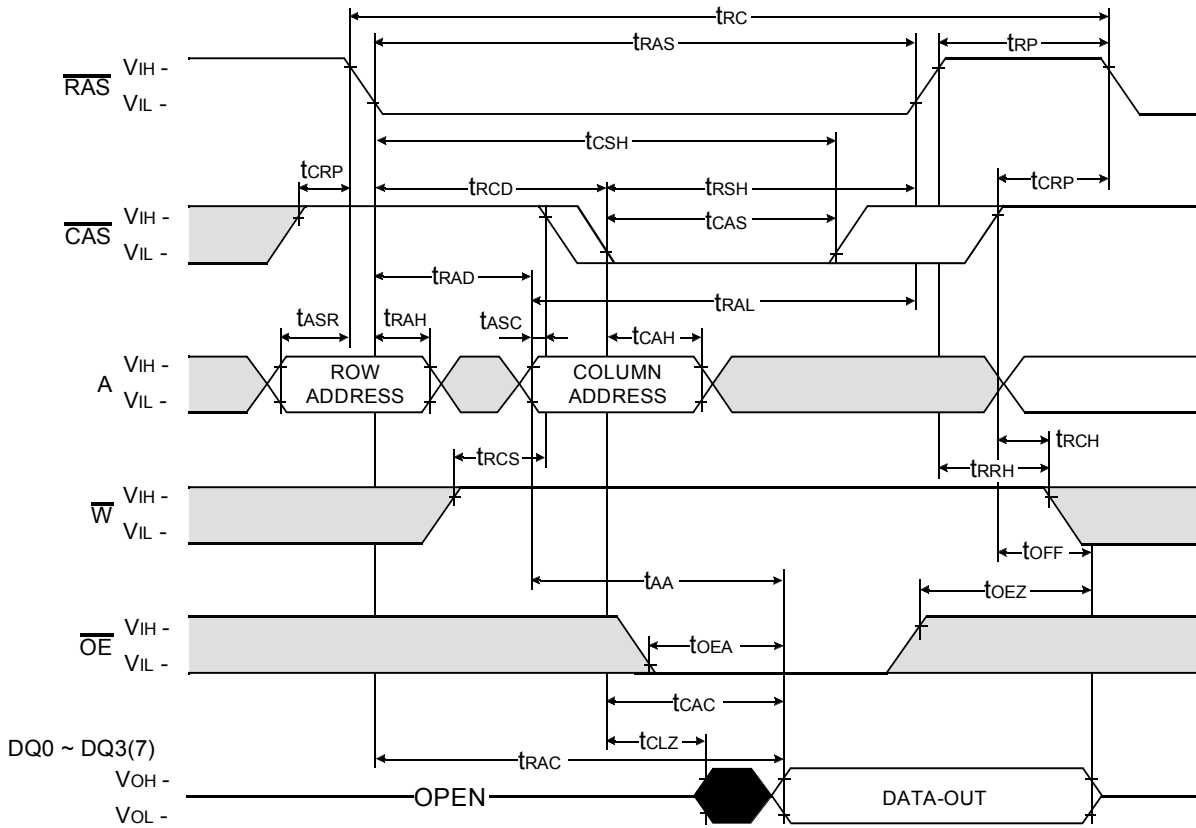 tRC
tRAS
tRP
RAS
VIH -
VIL -
tCSH
tCRP
tRCD
tRSH
tCRP
CAS
VIH -
VIL -
tCAS
tRAD
tRAL
tASR
tRAH
tASC
tCAH
A
VIH -
VIL -
ROW
ADDRESS
COLUMN
ADDRESS
tRCS
tRCH
tRRH
W
VIH -
VIL -
tOFF
tAA
tOEZ
OE
VIH -
VIL -
tOEA
tCAC
tCLZ
DQ0 ~ DQ3(7)
tRAC
VOH -
VOL -
OPEN
DATA-OUT